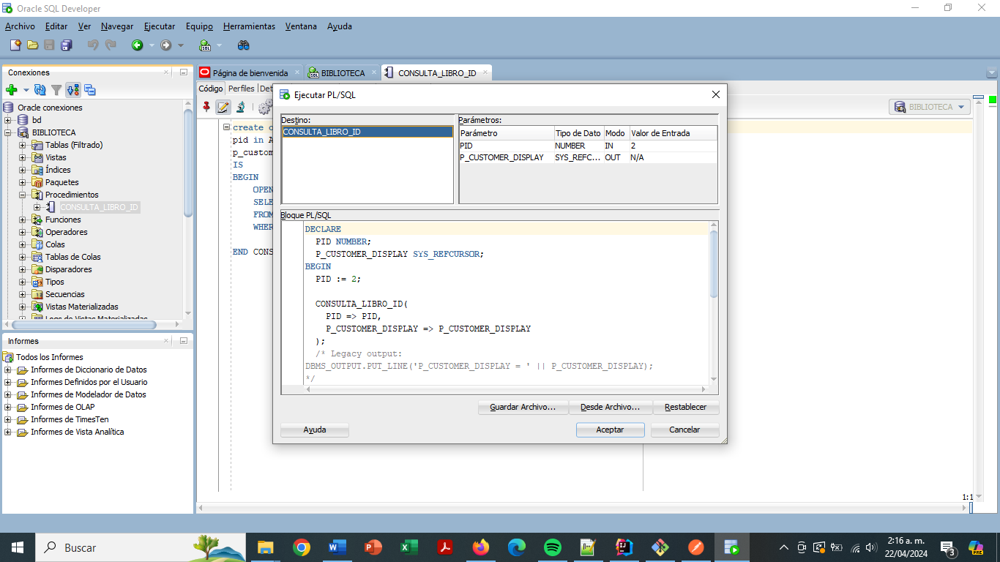 Oracle SQL Developer
Archivo Editar Ver Navegar Ejecutar Equipo Herramientas Ventana Ayuda
Conexiones
Oracle conexiones
bd
BIBLIOTECA
Tablas (Filtrado)
Vistas
Índices
Paquetes
Procedimientos
CONSULTA_LIBRO_ID
Funciones
Operadores
Colas
Tablas de Colas
Disparadores
Tipos
Secuencias
Vistas Materializadas
Logs de Vistas Materializadas
Informes
Todos los Informes
Informes de Diccionario de Datos
Informes Definidos por el Usuario
Informes de Modelador de Datos
Informes de OLAP
Informes de TimesTen
Informes de Vista Analítica
Página de bienvenida BIBLIOTECA CONSULTA_LIBRO_ID
Código Perfiles Det
BIBLIOTECA
create o
pid in A
p_custom
IS
BEGIN
OPEN
SELE
FROM
WHER
END CONS
1:1
Ejecutar PL/SQL
Destino:
CONSULTA_LIBRO_ID
Parámetros:
Parámetro Tipo de Dato Modo Valor de Entrada
PID NUMBER IN 2
P_CUSTOMER_DISPLAY SYS_REFC... OUT N/A
Bloque PL/SQL
DECLARE
PID NUMBER;
P_CUSTOMER_DISPLAY SYS_REFCURSOR;
BEGIN
PID := 2;
CONSULTA_LIBRO_ID(
PID => PID,
P_CUSTOMER_DISPLAY => P_CUSTOMER_DISPLAY
);
/* Legacy output:
DBMS_OUTPUT.PUT_LINE('P_CUSTOMER_DISPLAY = ' || P_CUSTOMER_DISPLAY);
*/
Guardar Archivo... Desde Archivo... Restablecer
Ayuda Aceptar Cancelar
Buscar
2:16 a. m.
22/04/2024
3
PRE